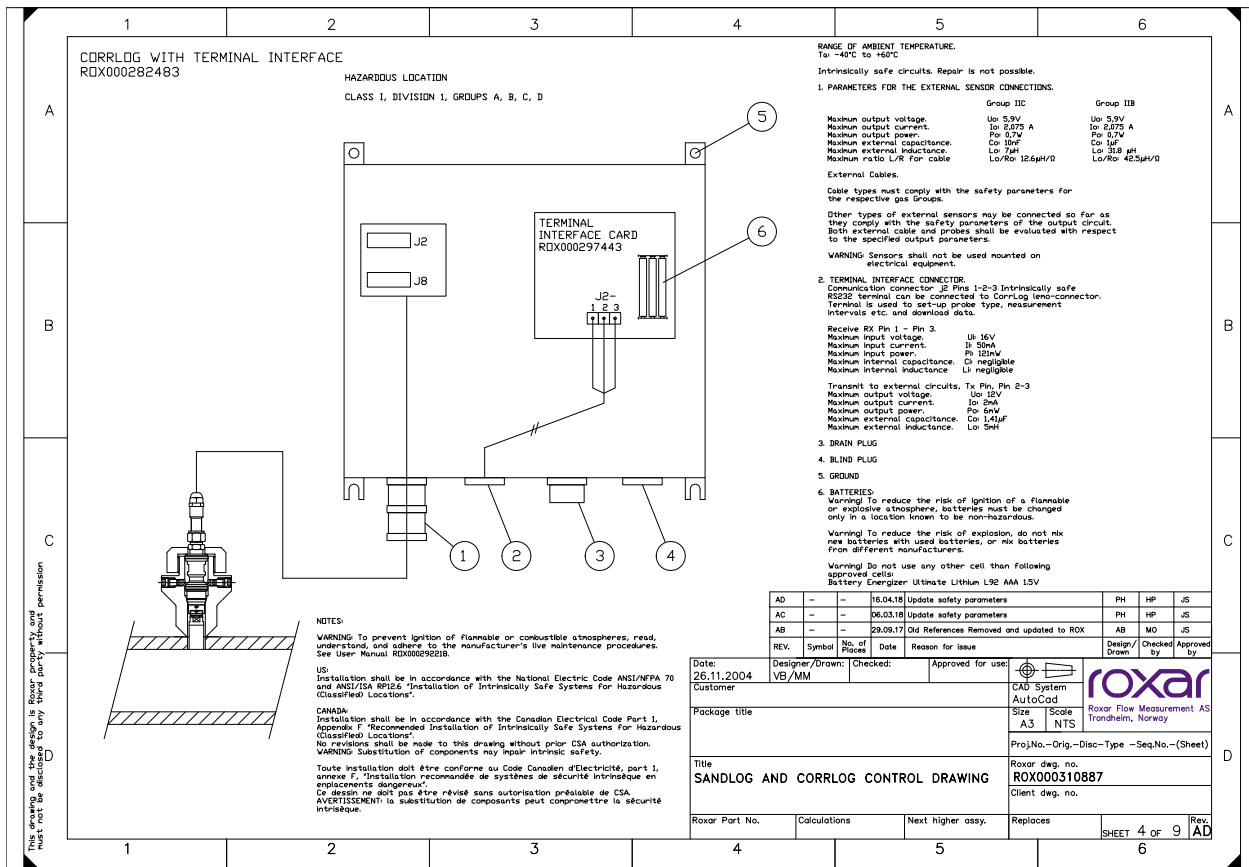 1 2 3 4 5 6
A
B
C
D
A
B
C
D
1 2 3 4 5 6
This drawing and the design is Roxar property and
must not be disclosed to any third party without permission
CORRLOG WITH TERMINAL INTERFACE
ROX000282483
HAZARDOUS LOCATION
CLASS I, DIVISION 1, GROUPS A, B, C, D
J2
J8
TERMINAL
INTERFACE CARD
ROX000297443
J2-
1 2 3
5
6
1
2
3
4
RANGE OF AMBIENT TEMPERATURE.
Ta: -40°C to +60°C
Intrinsically safe circuits. Repair is not possible.
1. PARAMETERS FOR THE EXTERNAL SENSOR CONNECTIONS.
Group IIC Group IIB
Maximum output voltage. Uo: 5,9V Uo: 5,9V
Maximum output current. Io: 2,075 A Io: 2,075 A
Maximum output power. Po: 0,7W Po: 0,7W
Maximum external capacitance. Co: 10nF Co: 1µF
Maximum external inductance. Lo: 7µH Lo: 31.8 µH
Maximum ratio L/R for cable Lo/Ro: 12.6µH/Ω Lo/Ro: 42.5µH/Ω
External Cables.
Cable types must comply with the safety parameters for
the respective gas Groups.
Other types of external sensors may be connected so far as
they comply with the safety parameters of the output circuit.
Both external cable and probes shall be evaluated with respect
to the specified output parameters.
WARNING: Sensors shall not be used mounted on
electrical equipment.
2. TERMINAL INTERFACE CONNECTOR.
Communication connector j2 Pins 1-2-3 Intrinsically safe
RS232 terminal can be connected to CorrLog lemo-connector.
Terminal is used to set-up probe type, measurement
intervals etc. and download data.
Receive RX Pin 1 - Pin 3.
Maximum input voltage. Ui: 16V
Maximum input current. Ii: 50mA
Maximum input power. Pi: 121mW
Maximum internal capacitance. Ci: negligible
Maximum internal inductance Li: negligible
Transmit to external circuits, Tx Pin, Pin 2-3
Maximum output voltage. Uo: 12V
Maximum output current. Io: 2mA
Maximum output power. Po: 6mW
Maximum external capacitance. Co: 1,41µF
Maximum external inductance. Lo: 5mH
3. DRAIN PLUG
4. BLIND PLUG
5. GROUND
6. BATTERIES:
Warning! To reduce the risk of ignition of a flammable
or explosive atmosphere, batteries must be changed
only in a location known to be non-hazardous.
Warning! To reduce the risk of explosion, do not mix
new batteries with used batteries, or mix batteries
from different manufacturers.
Warning! Do not use any other cell than following
approved cells:
Battery Energizer Ultimate Lithium L92 AAA 1.5V
NOTES:
WARNING: To prevent ignition of flammable or combustible atmospheres, read,
understand, and adhere to the manufacturer's live maintenance procedures.
See User Manual ROX000292218.
US:
Installation shall be in accordance with the National Electric Code ANSI/NFPA 70
and ANSI/ISA RP12.6 "Installation of Intrinsically Safe Systems for Hazardous
(Classified) Locations".
CANADA:
Installation shall be in accordance with the Canadian Electrical Code Part 1,
Appendix F "Recommended Installation of Intrinsically Safe Systems for Hazardous
(Classified) Locations".
No revisions shall be made to this drawing without prior CSA authorization.
WARNING: Substitution of components may impair intrinsic safety.
Toute installation doit être conforme au Code Canadien d'Electricité, part 1,
annexe F, "Installation recommandée de systèmes de sécurité intrinsèque en
enplacements dangereux".
Ce dessin ne doit pas être révisé sans autorisation préalable de CSA.
AVERTISSEMENT: la substitution de composants peut compromettre la sécurité
intrisèque.
AD - - 16.04.18 Update safety parameters PH HP JS
AC - - 06.03.18 Update safety parameters PH HP JS
AB - - 29.09.17 Old References Removed and updated to ROX AB MO JS
REV. Symbol No. of Places Date Reason for issue Design/Drawn Checked by Approved by
Date: Designer/Drawn: Checked: Approved for use:
26.11.2004 VB/MM
Customer
Package title
CAD System
AutoCad
Size Scale
A3 NTS
roxar
Roxar Flow Measurement AS
Trondheim, Norway
Proj.No.-Orig.-Disc-Type -Seq.No.-(Sheet)
Title
SANDLOG AND CORRLOG CONTROL DRAWING
Roxar dwg. no.
ROX000310887
Client dwg. no.
Roxar Part No. Calculations Next higher assy. Replaces
SHEET 4 OF 9
Rev.
AD